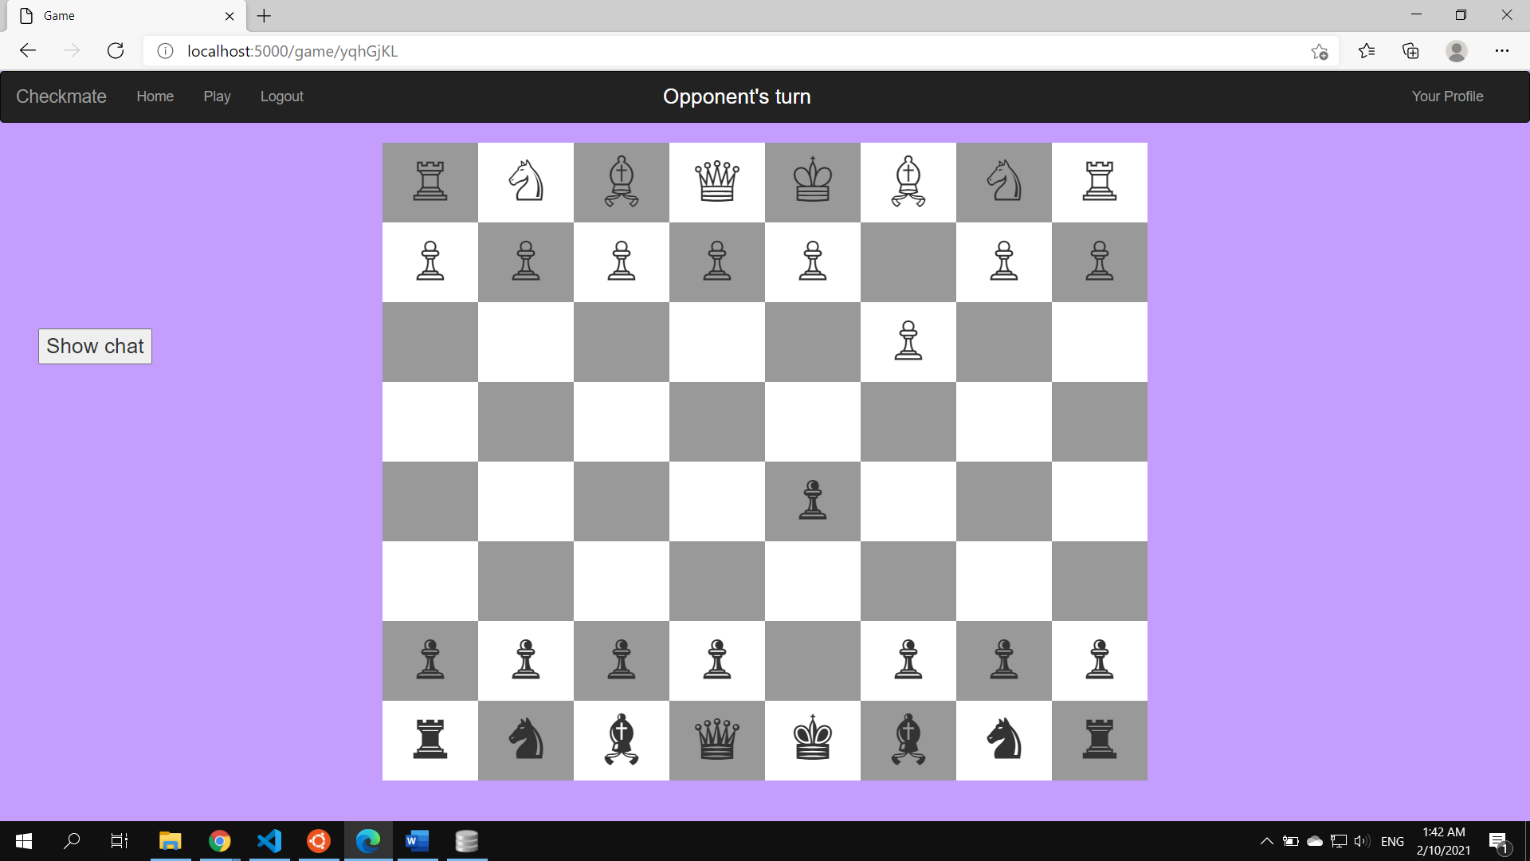 Game
localhost:5000/game/yqhGjKL
Checkmate Home Play Logout Opponent's turn Your Profile
Show chat
ENG
1:42 AM
2/10/2021
1